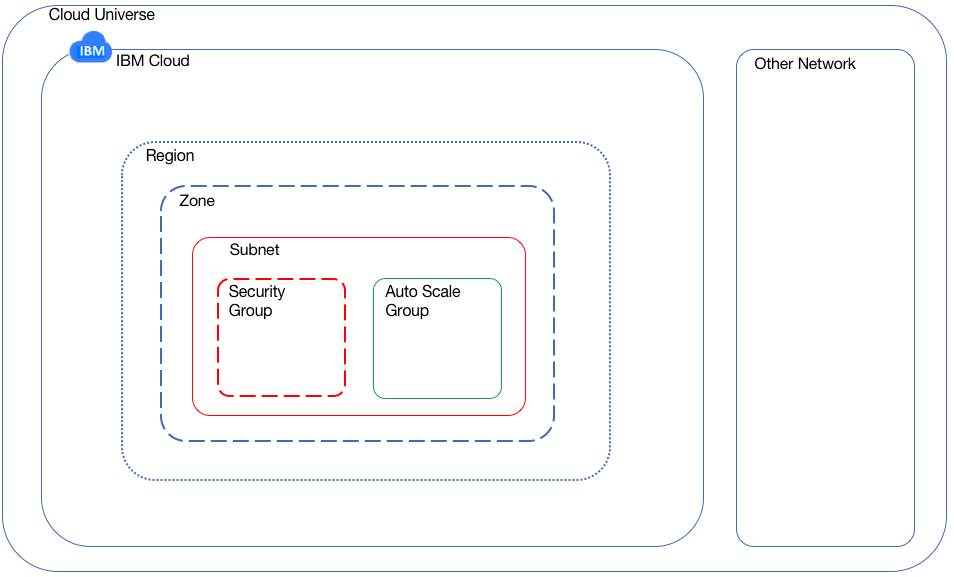 Cloud Universe
IBM
IBM Cloud
Other Network
Region
Zone
Subnet
Security
Group
Auto Scale
Group